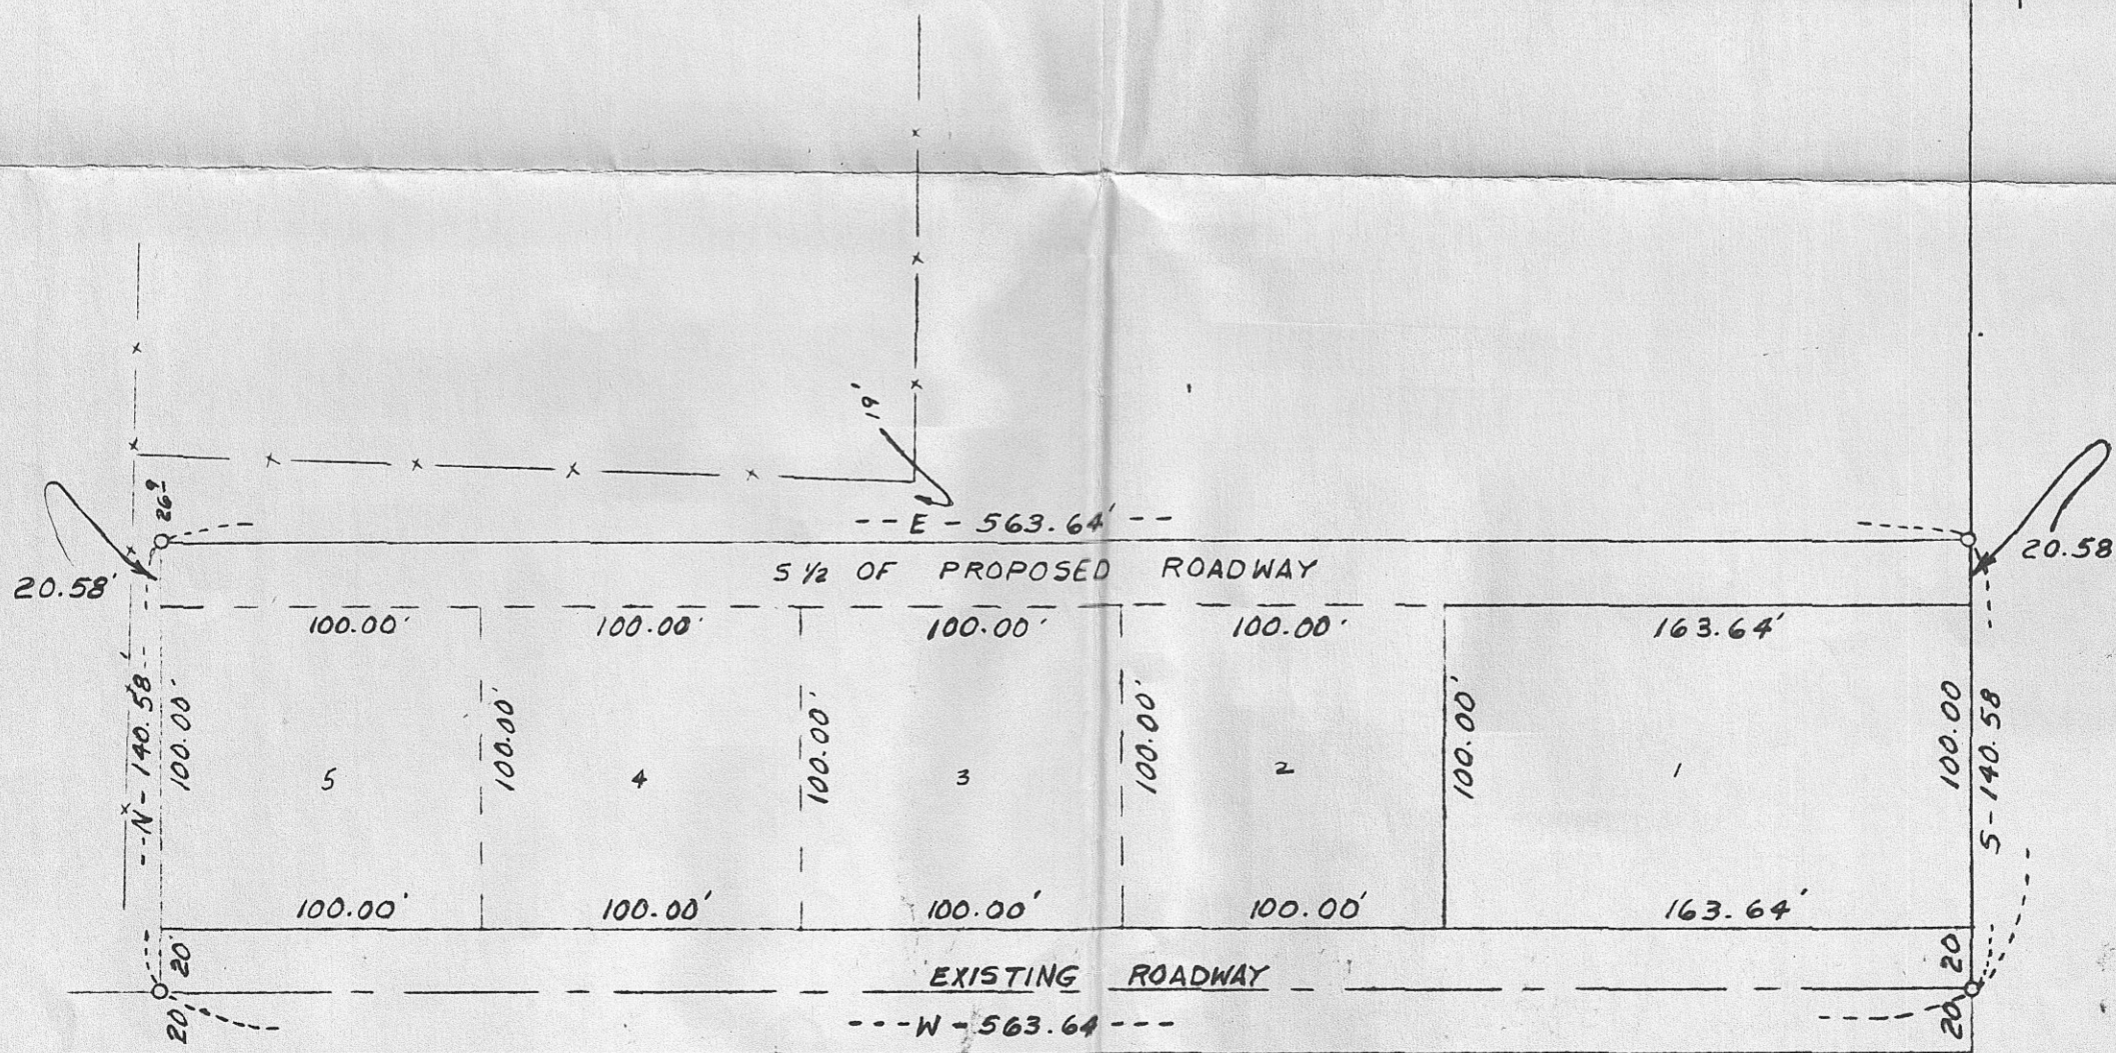 19'
26⁹
--E - 563.64'--
20.58'
20.58
S 1/2 OF PROPOSED ROADWAY
100.00' 100.00' 100.00' 100.00' 163.64'
--N-140.58'--
100.00' 100.00' 100.00' 100.00' 100.00' 100.00
S-140.58
5 4 3 2 1
100.00' 100.00' 100.00' 100.00' 163.64'
20' 20
EXISTING ROADWAY
20' 20
---W-563.64---